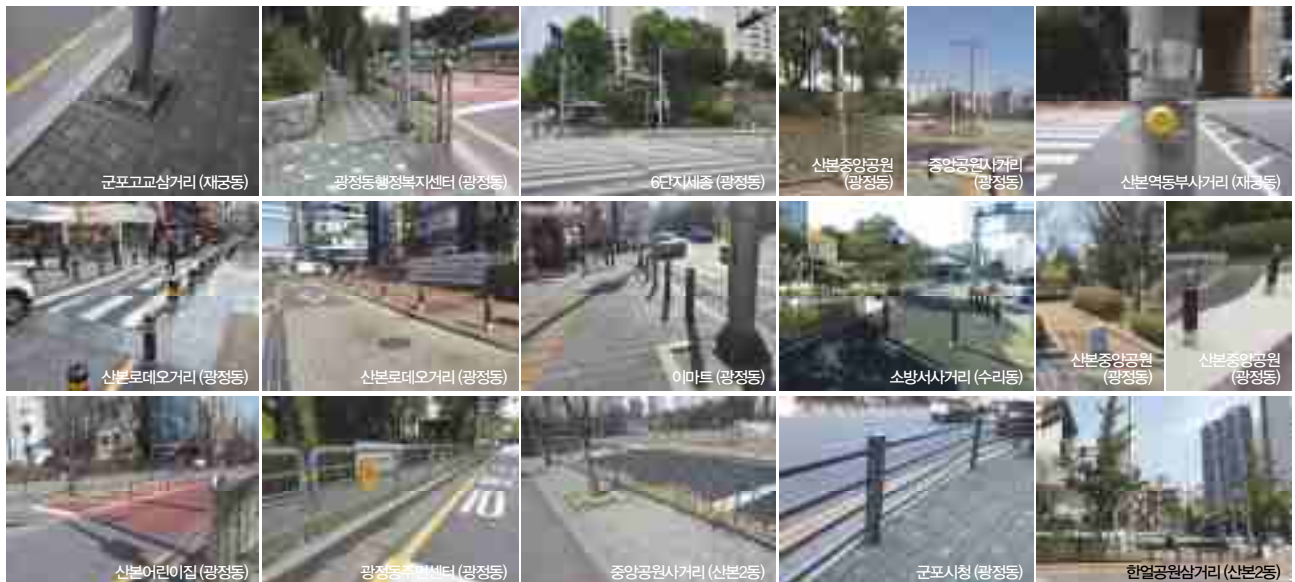 군포고교삼거리 (재궁동)
광정동행정복지센터 (광정동)
6단지세종 (광정동)
산본중앙공원
(광정동)
중앙공원사거리
(광정동)
산본역동부사거리 (재궁동)
산본로데오거리 (광정동)
산본로데오거리 (광정동)
이마트 (광정동)
소방서사거리 (수리동)
산본중앙공원
(광정동)
산본중앙공원
(광정동)
산본어린이집 (광정동)
광정동주민센터 (광정동)
중앙공원사거리 (산본2동)
군포시청 (광정동)
한얼공원삼거리 (산본2동)